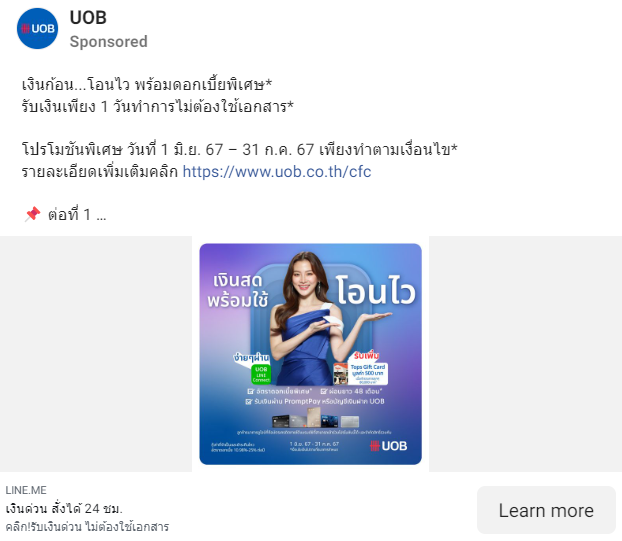 UOB
UOB
Sponsored
เงินก้อน...โอนไว พร้อมดอกเบี้ยพิเศษ*
รับเงินเพียง 1 วันทำการไม่ต้องใช้เอกสาร*
โปรโมชันพิเศษ วันที่ 1 มิ.ย. 67 – 31 ก.ค. 67 เพียงทำตามเงื่อนไข*
รายละเอียดเพิ่มเติมคลิก https://www.uob.co.th/cfc
📌 ต่อที่ 1 ...
เงินสด
พร้อมใช้
โอนไว
ง่ายๆผ่าน
UOB
LINE
Connect
รับเพิ่ม
Tops Gift Card
มูลค่า 500 บาท
อัตราดอกเบี้ยพิเศษ*
ผ่อนยาว 48 เดือน*
รับเงินผ่าน PromptPay หรือบัญชีเงินฝาก UOB
1 มิ.ย. 67 - 31 ก.ค. 67
UOB
LINE.ME
เงินด่วน สั่งได้ 24 ชม.
คลิก!รับเงินด่วน ไม่ต้องใช้เอกสาร
Learn more